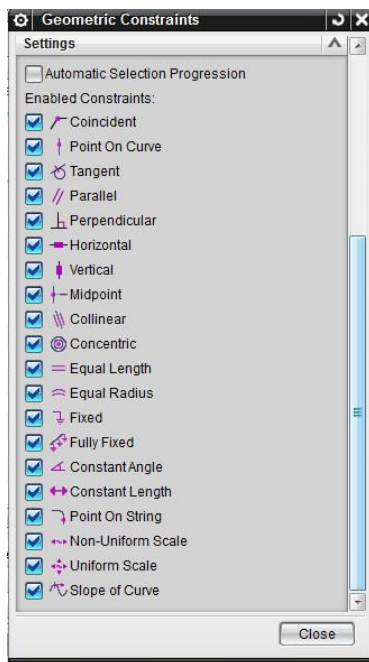 Geometric Constraints
Settings
Automatic Selection Progression
Enabled Constraints:
Coincident
Point On Curve
Tangent
Parallel
Perpendicular
Horizontal
Vertical
Midpoint
Collinear
Concentric
Equal Length
Equal Radius
Fixed
Fully Fixed
Constant Angle
Constant Length
Point On String
Non-Uniform Scale
Uniform Scale
Slope of Curve
Close